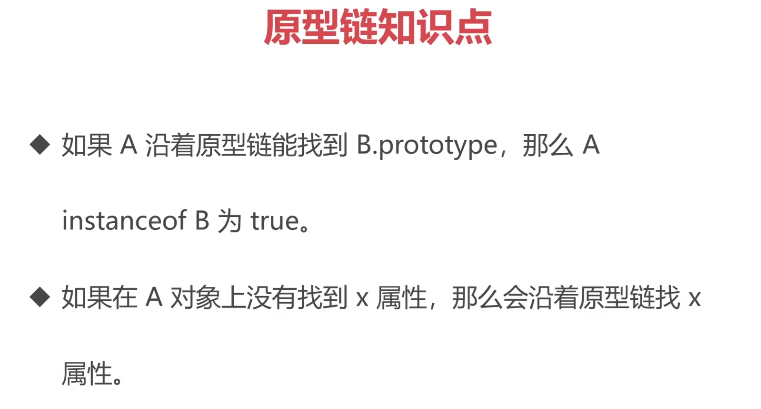 原型链知识点
◆ 如果 A 沿着原型链能找到 B.prototype，那么 A
instanceof B 为 true。
◆ 如果在 A 对象上没有找到 x 属性，那么会沿着原型链找 x
属性。